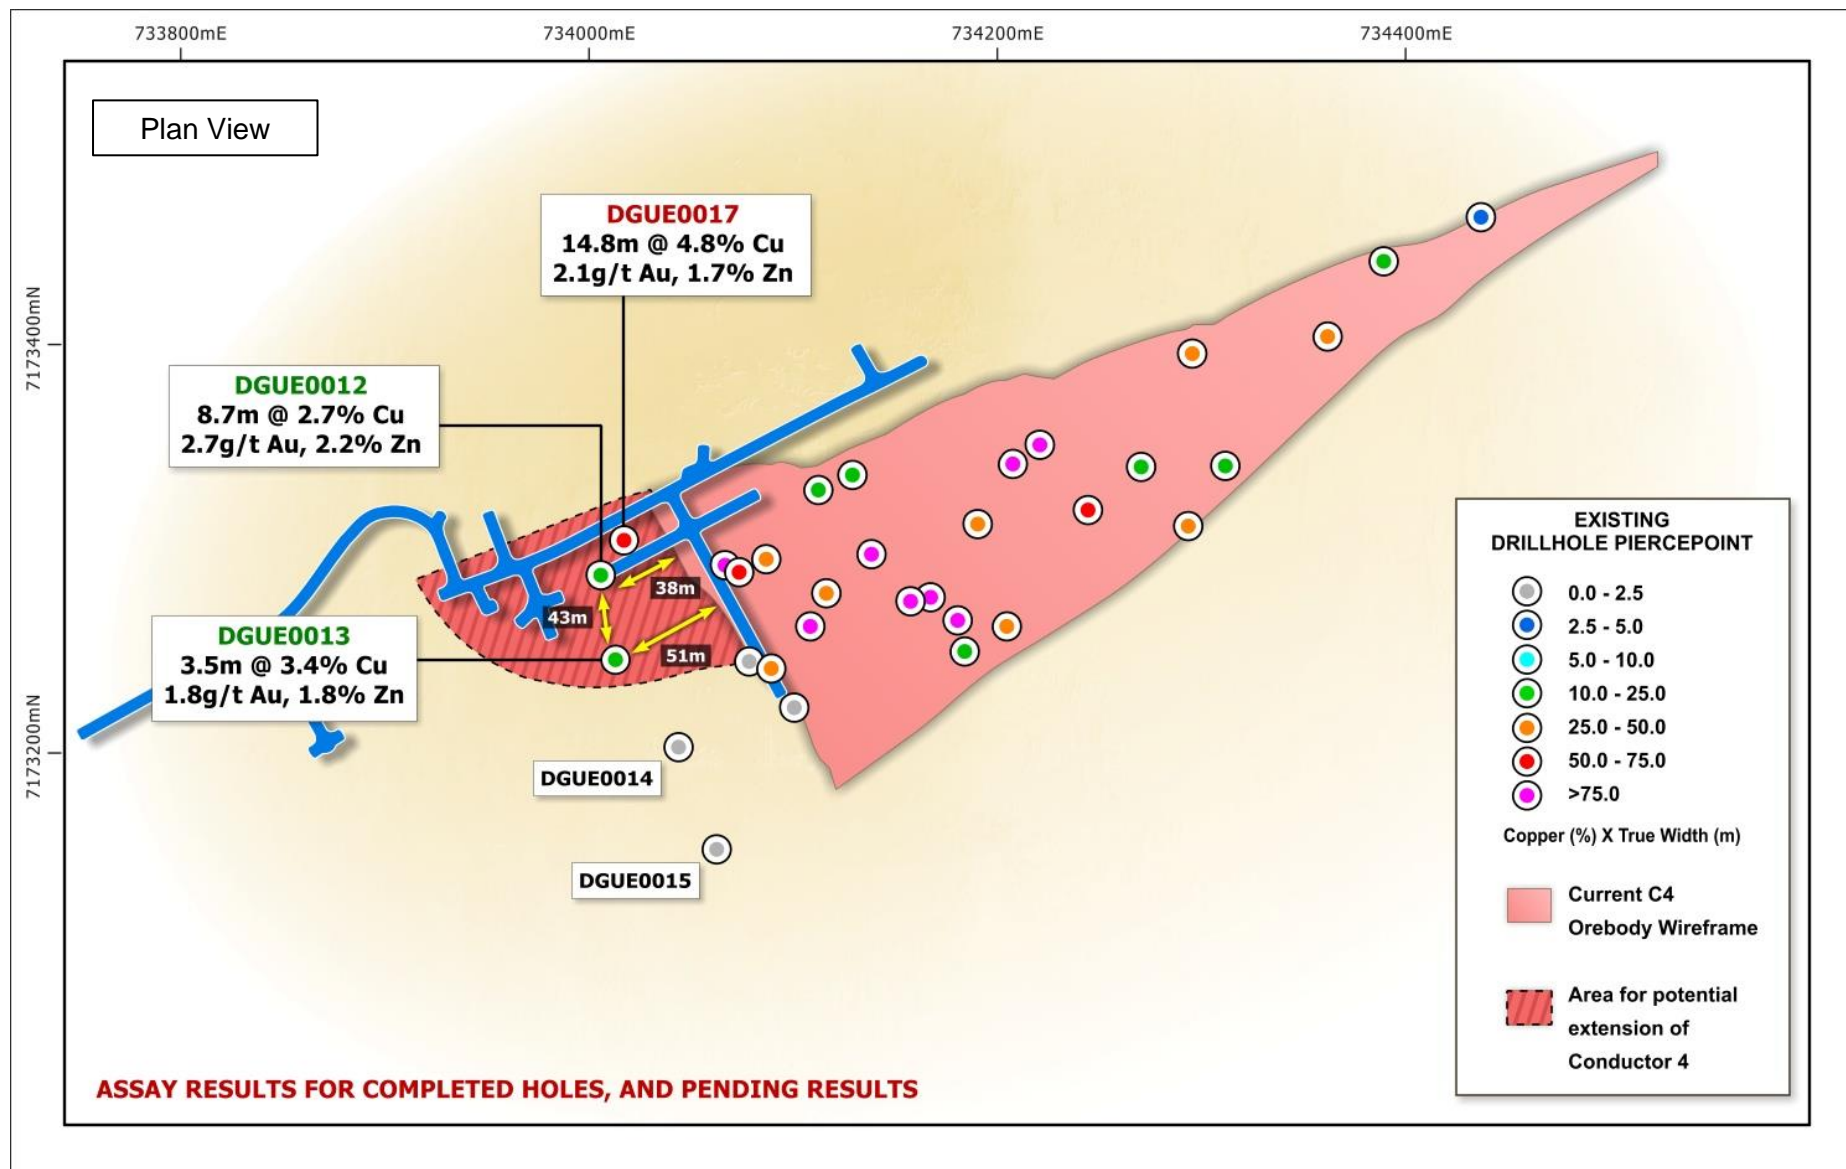 733800mE
734000mE
734200mE
734400mE
Plan View
DGUE0017
14.8m @ 4.8% Cu
2.1g/t Au, 1.7% Zn
7173400mN
DGUE0012
8.7m @ 2.7% Cu
2.7g/t Au, 2.2% Zn
38m
43m
DGUE0013
3.5m @ 3.4% Cu
1.8g/t Au, 1.8% Zn
51m
7173200mN
DGUE0014
DGUE0015
EXISTING
DRILLHOLE PIERCEPOINT
0.0 - 2.5
2.5 - 5.0
5.0 - 10.0
10.0 - 25.0
25.0 - 50.0
50.0 - 75.0
>75.0
Copper (%) X True Width (m)
Current C4
Orebody Wireframe
Area for potential
extension of
Conductor 4
ASSAY RESULTS FOR COMPLETED HOLES, AND PENDING RESULTS